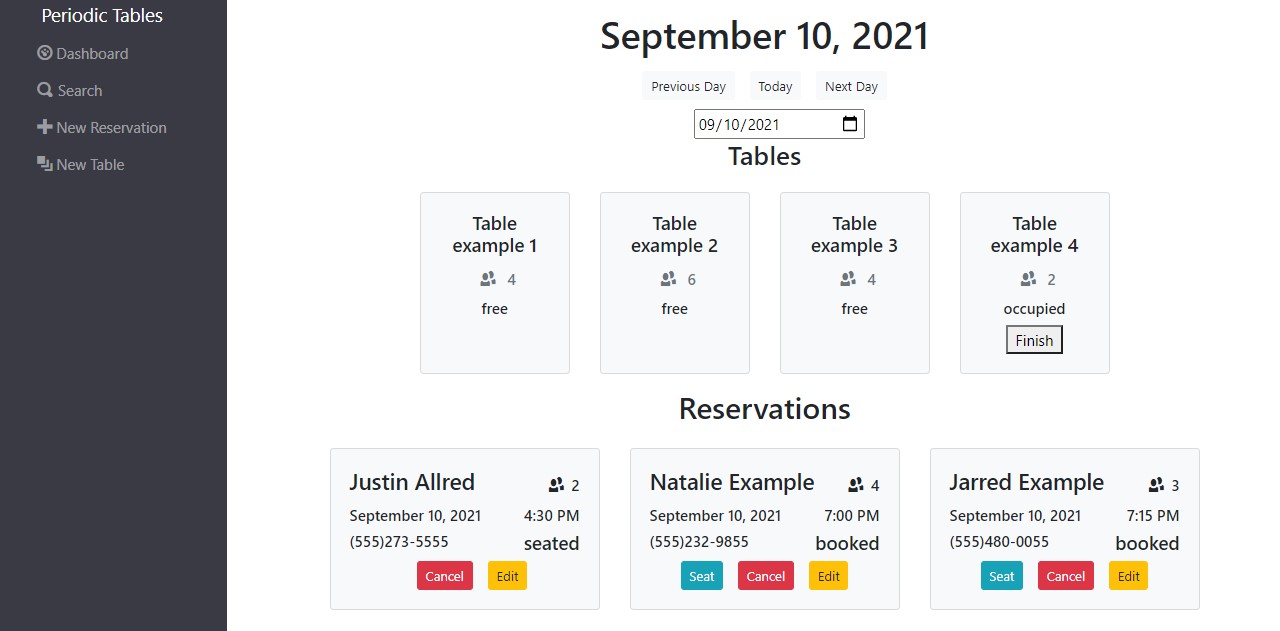 Periodic Tables
Dashboard
Search
New Reservation
New Table
September 10, 2021
Previous Day Today Next Day
09/10/2021
Tables
Table
example 1
4
free
Table
example 2
6
free
Table
example 3
4
free
Table
example 4
2
occupied
Finish
Reservations
Justin Allred 2
September 10, 2021 4:30 PM
(555)273-5555 seated
Cancel Edit
Natalie Example 4
September 10, 2021 7:00 PM
(555)232-9855 booked
Seat Cancel Edit
Jarred Example 3
September 10, 2021 7:15 PM
(555)480-0055 booked
Seat Cancel Edit